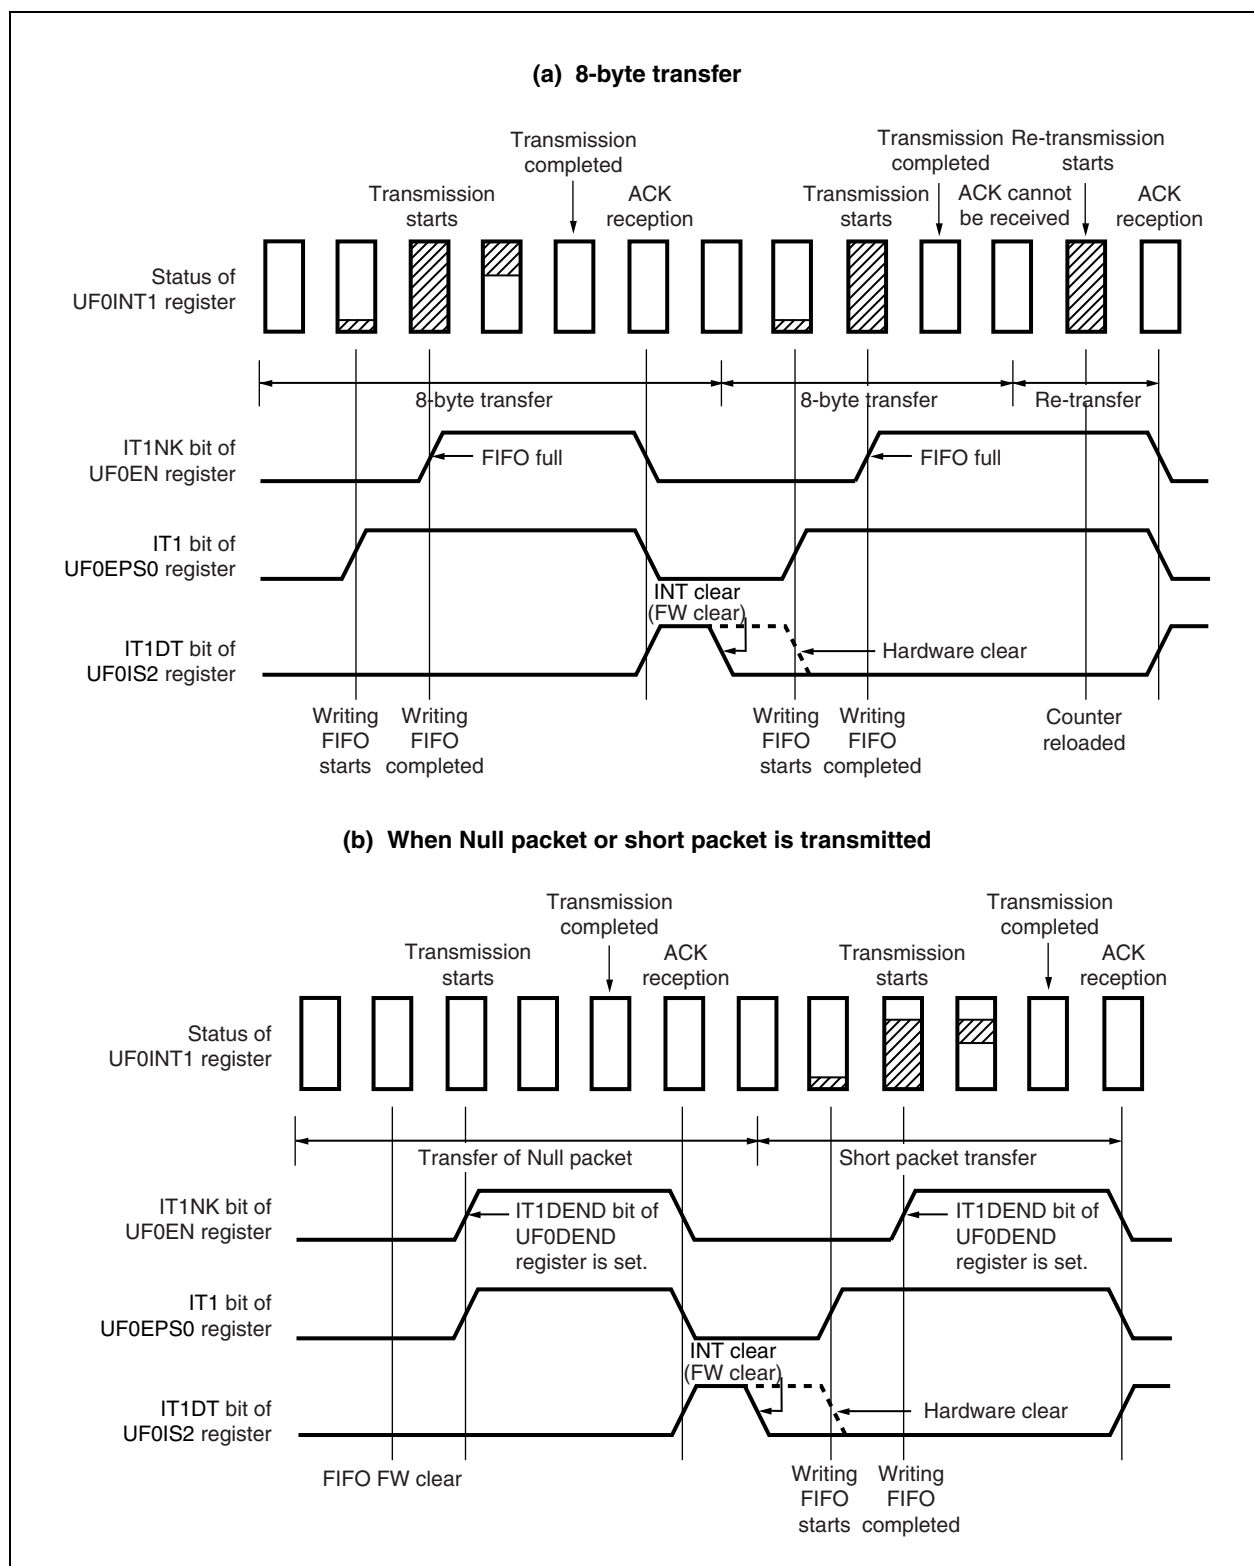 (a) 8-byte transfer
Transmission
completed
Transmission
completed
Re-transmission
starts
Transmission
starts
ACK
reception
Transmission
starts
ACK cannot
be received
ACK
reception
Status of
UF0INT1 register
8-byte transfer
8-byte transfer
Re-transfer
IT1NK bit of
UF0EN register
FIFO full
FIFO full
IT1 bit of
UF0EPS0 register
INT clear
(FW clear)
IT1DT bit of
UF0IS2 register
Hardware clear
Writing
FIFO
starts
Writing
FIFO
completed
Writing
FIFO
starts
Writing
FIFO
completed
Counter
reloaded
(b) When Null packet or short packet is transmitted
Transmission
completed
Transmission
completed
Transmission
starts
ACK
reception
Transmission
starts
ACK
reception
Status of
UF0INT1 register
Transfer of Null packet
Short packet transfer
IT1NK bit of
UF0EN register
IT1DEND bit of
UF0DEND
register is set.
IT1DEND bit of
UF0DEND
register is set.
IT1 bit of
UF0EPS0 register
INT clear
(FW clear)
IT1DT bit of
UF0IS2 register
Hardware clear
FIFO FW clear
Writing
FIFO
starts
Writing
FIFO
completed